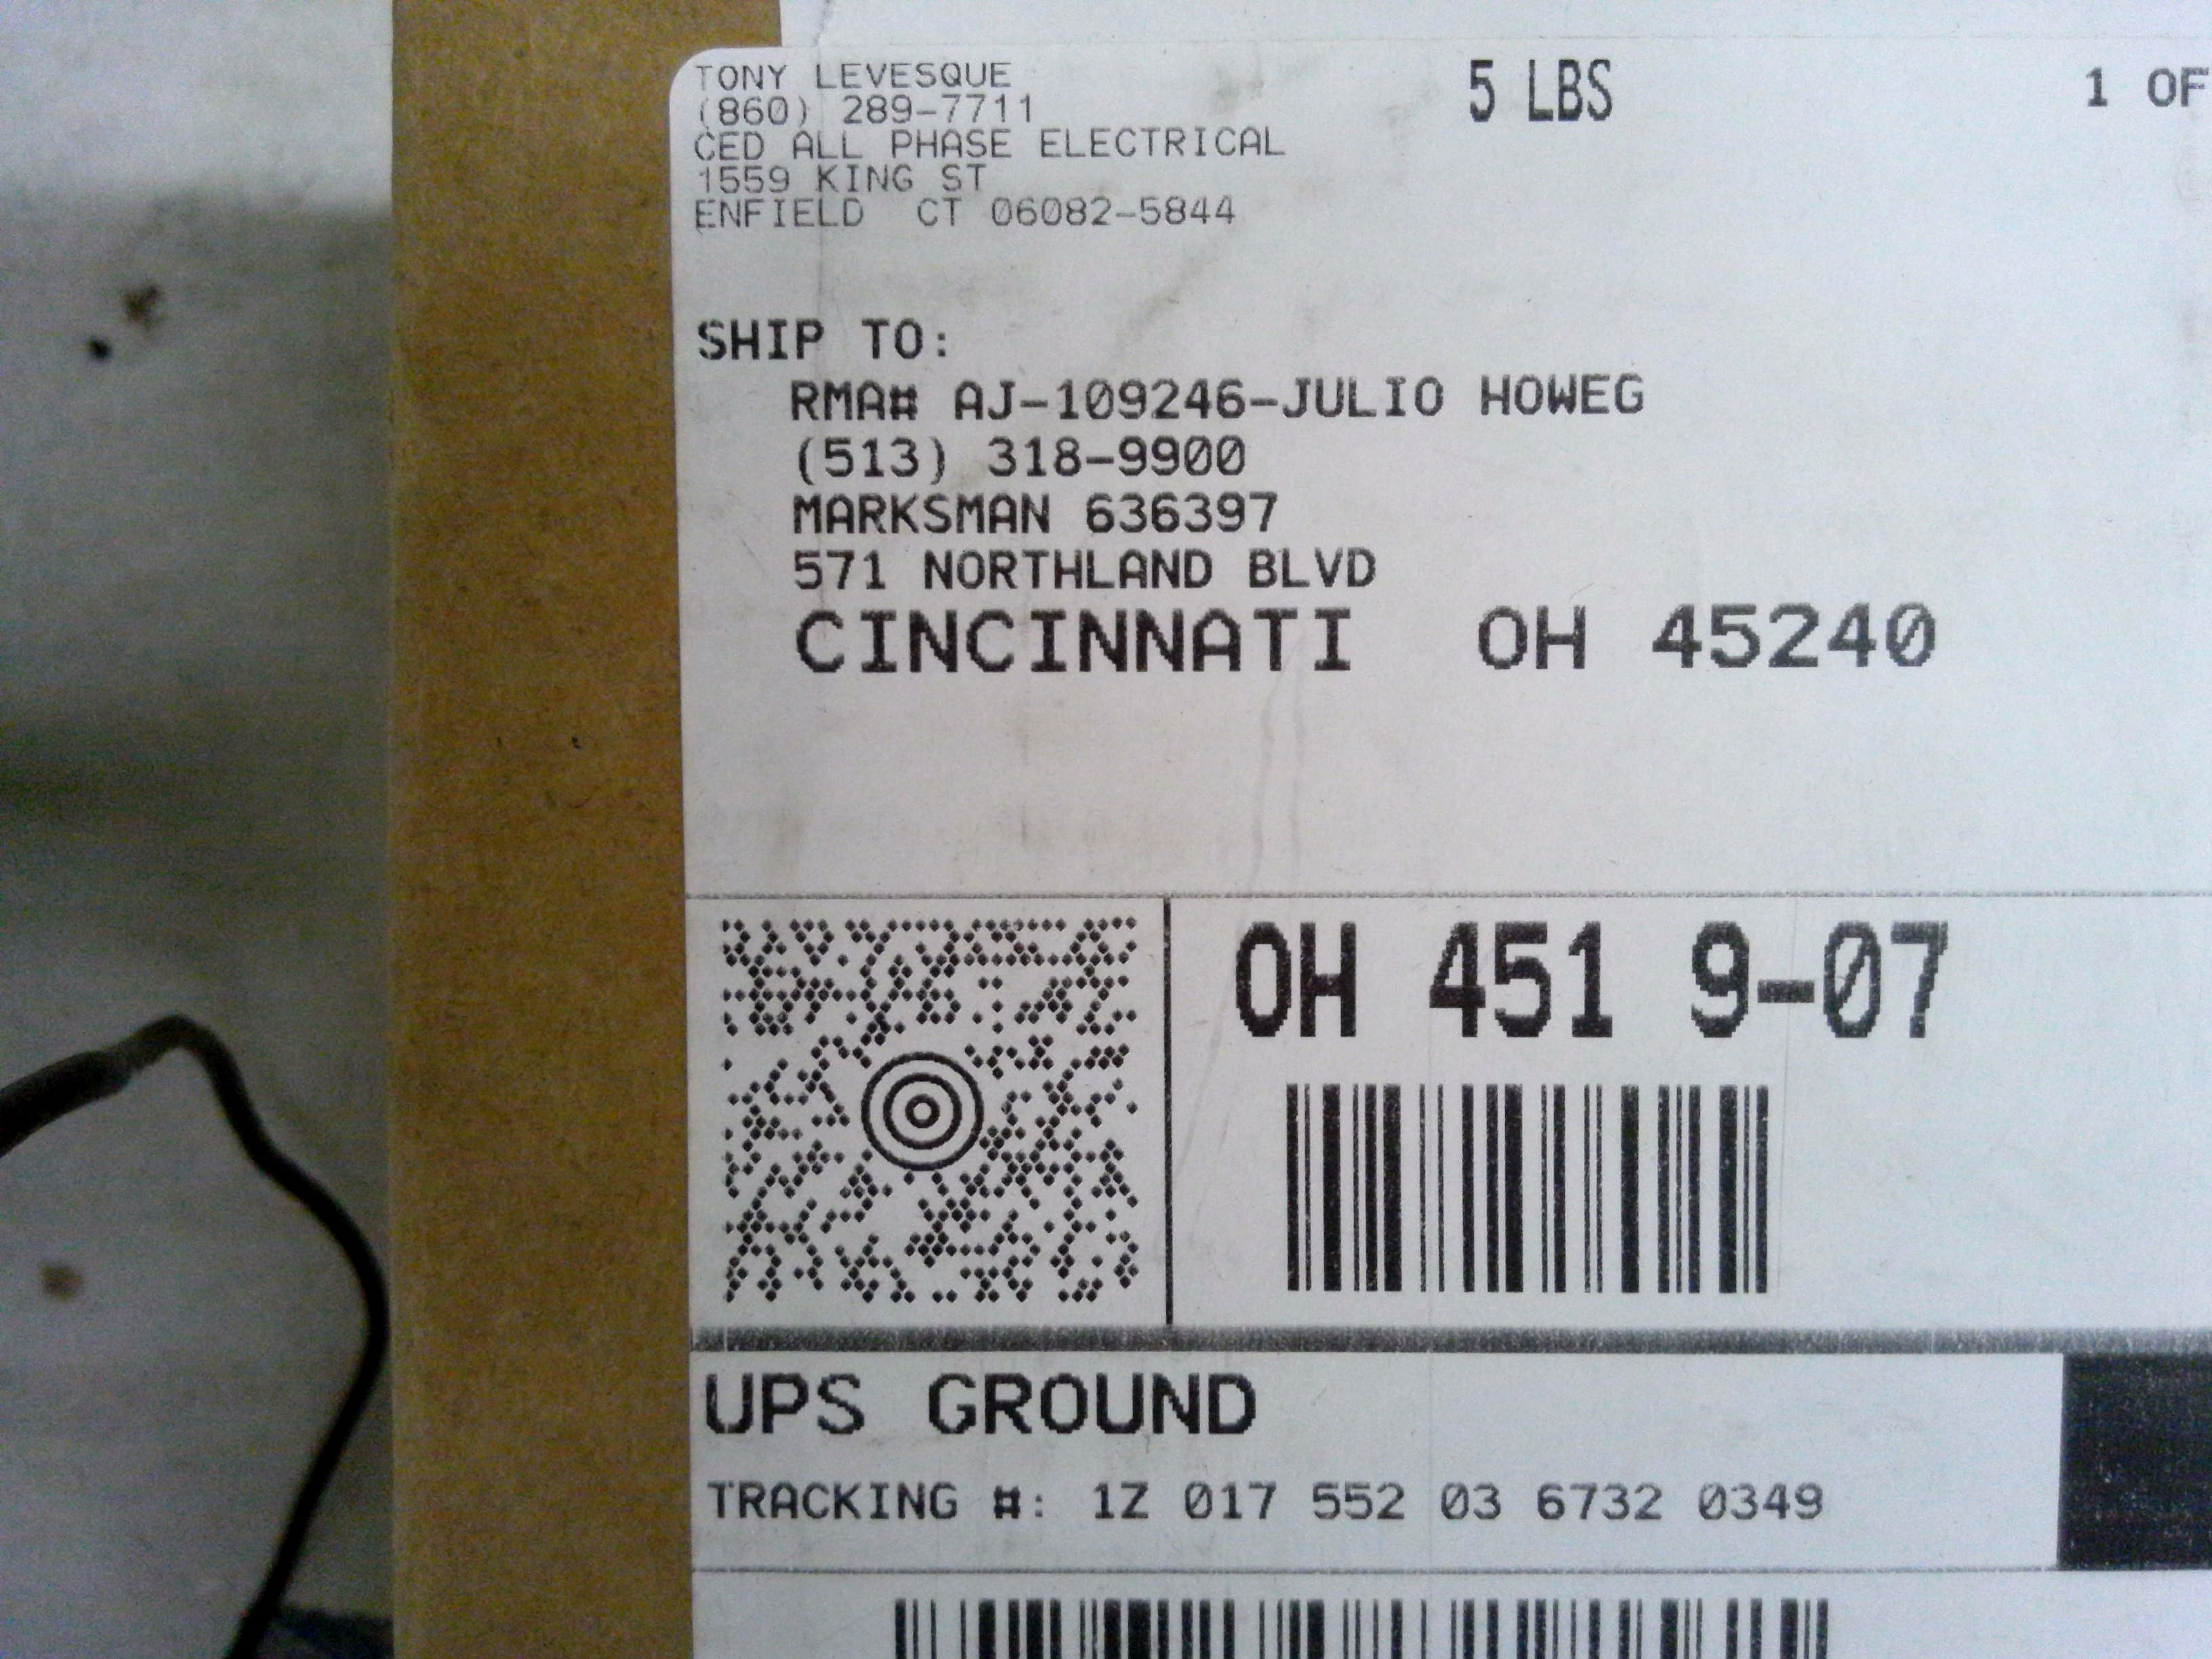 TONY LEVESQUE
(860) 289-7711
CED ALL PHASE ELECTRICAL
1559 KING ST
ENFIELD CT 06082-5844
5 LBS
1 OF
SHIP TO:
RMA# AJ-109246-JULIO HOWEG
(513) 318-9900
MARKSMAN 636397
571 NORTHLAND BLVD
CINCINNATI OH 45240
OH 451 9-07
UPS GROUND
TRACKING #: 1Z 017 552 03 6732 0349